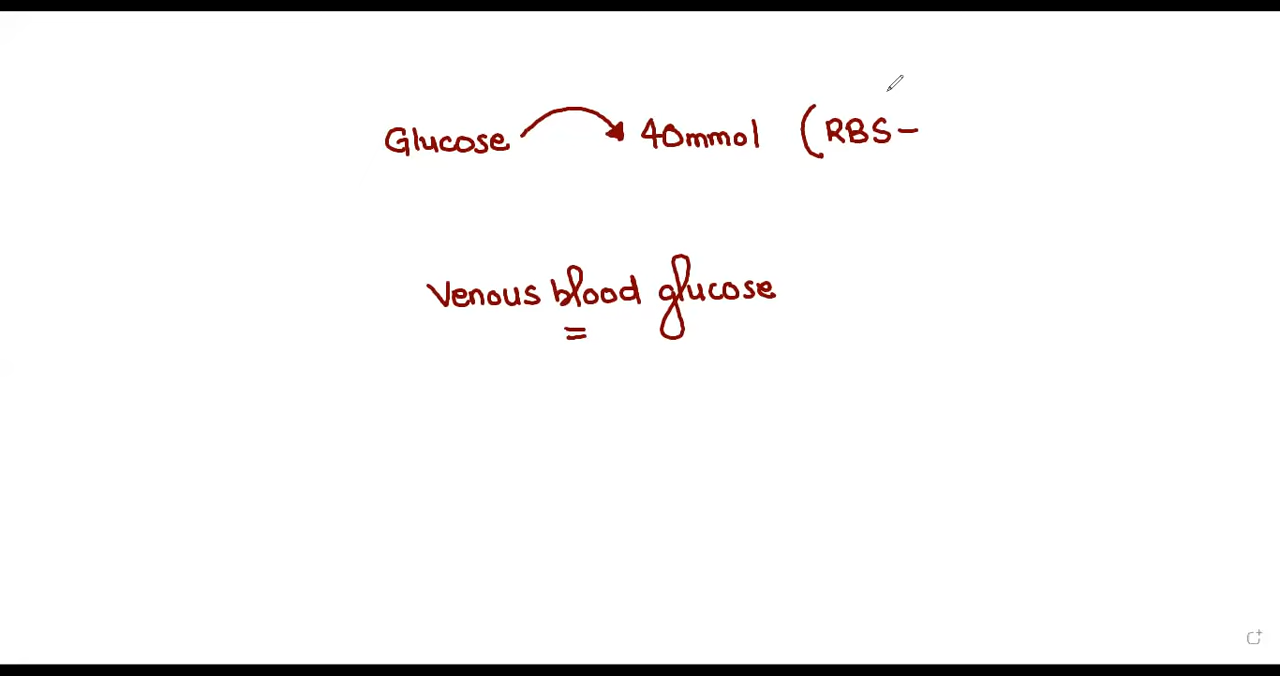 Glucose → 40mmol (RBS-
Venous blood glucose
=